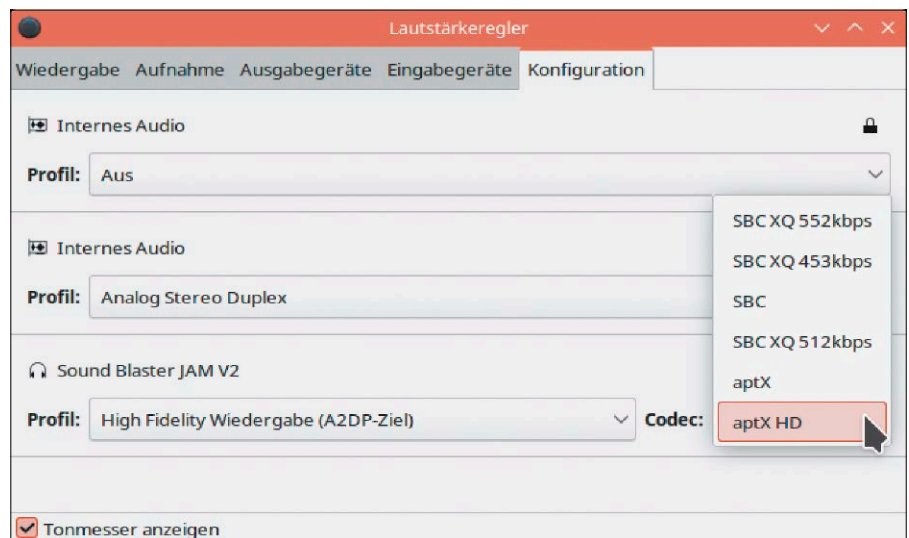 Lautstärkeregler
Wiedergabe Aufnahme Ausgabegeräte Eingabegeräte Konfiguration
Internes Audio
Profil: Aus
SBC XQ 552kbps
Internes Audio
SBC XQ 453kbps
Profil: Analog Stereo Duplex
SBC
SBC XQ 512kbps
Sound Blaster JAM V2
aptX
Profil: High Fidelity Wiedergabe (A2DP-Ziel) Codec: aptX HD
Tonmesser anzeigen